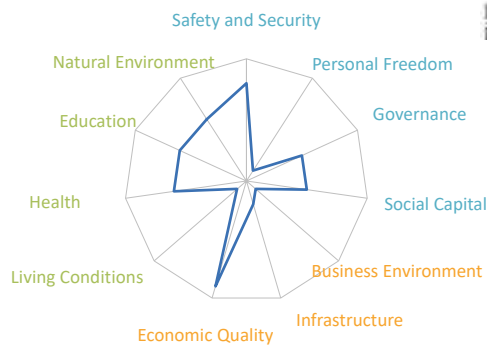 Safety and Security
Natural Environment
Personal Freedom
Education
Governance
Health
Social Capital
Living Conditions
Business Environment
Economic Quality
Infrastructure